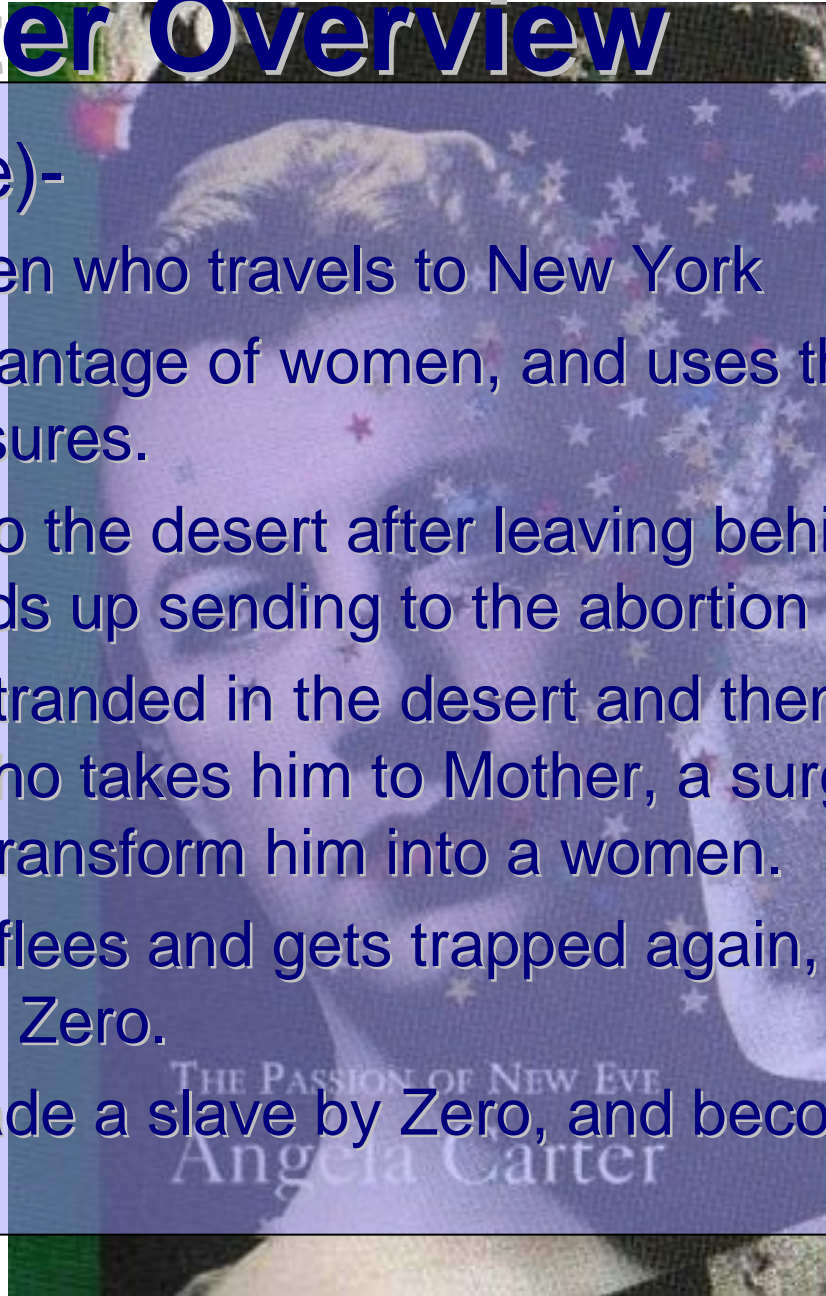 er Overview
e)-
en who travels to New York
antage of women, and uses th
sures.
o the desert after leaving behi
ds up sending to the abortion
tranded in the desert and then
ho takes him to Mother, a surg
ransform him into a women.
flees and gets trapped again,
Zero.
THE PASSION OF NEW EVE
ade a slave by Zero, and beco
Angela Carter